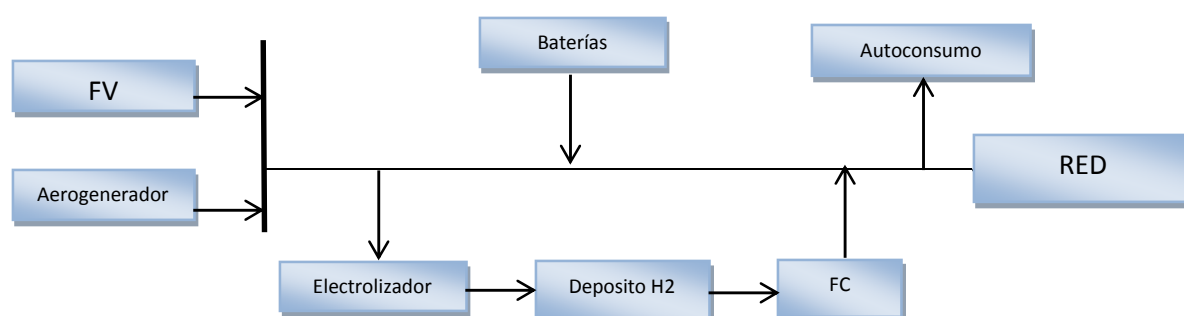 Baterías
Autoconsumo
FV
RED
Aerogenerador
Electrolizador
Deposito H2
FC